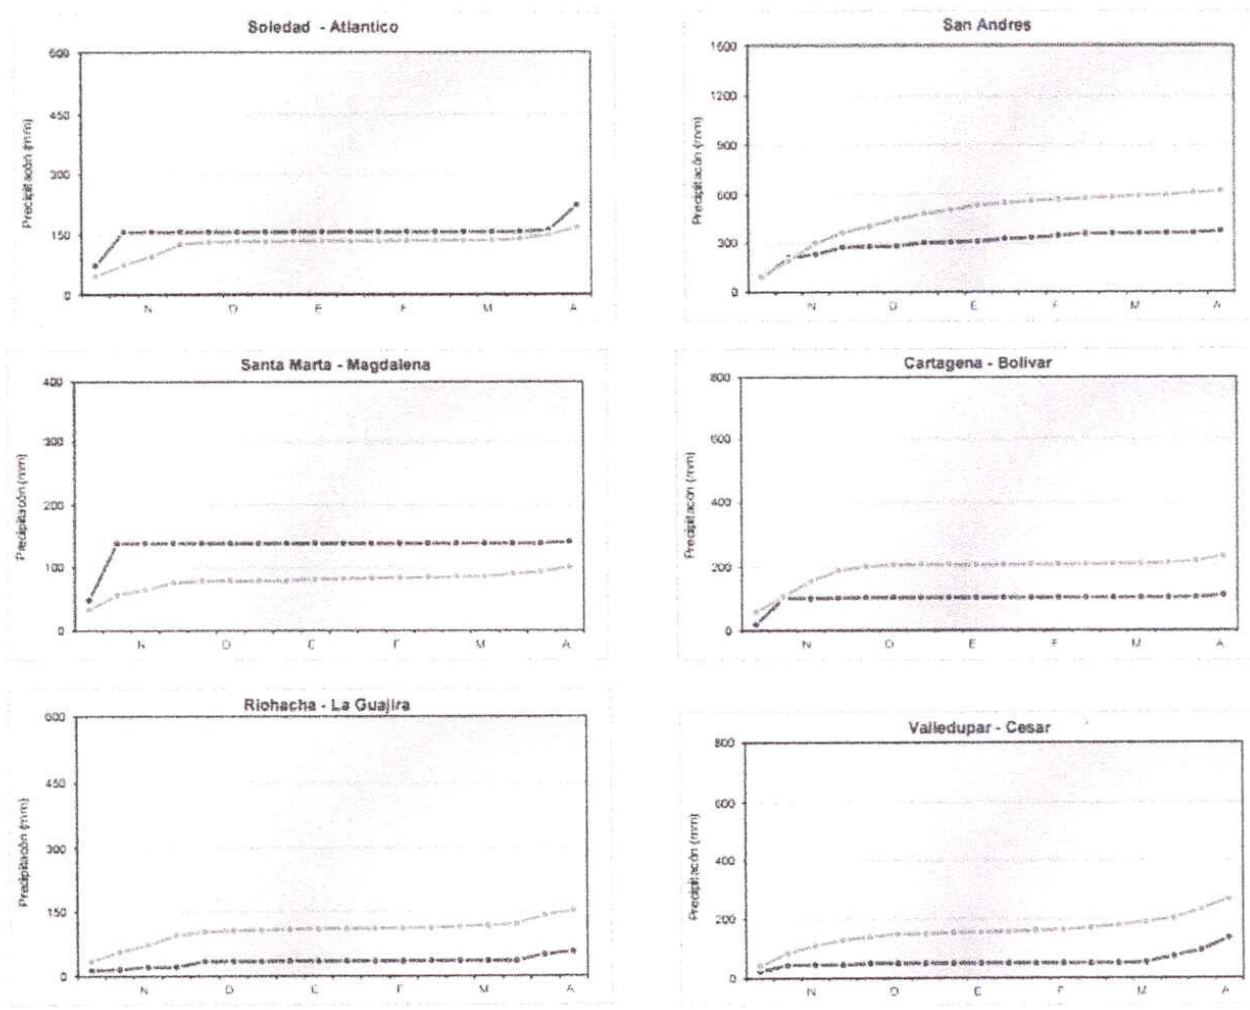 Soledad - Atlantico
Precipitación (mm)
600
450
300
150
0
N D E F M A
San Andres
Precipitación (mm)
1500
1200
900
600
300
0
N D E F M A
Santa Marta - Magdalena
Precipitación (mm)
400
300
200
100
0
N D E F M A
Cartagena - Bolivar
Precipitación (mm)
800
600
400
200
0
N D E F M A
Riohacha - La Guajira
Precipitación (mm)
600
450
300
150
0
N D E F M A
Valledupar - Cesar
Precipitación (mm)
800
600
400
200
0
N D E F M A